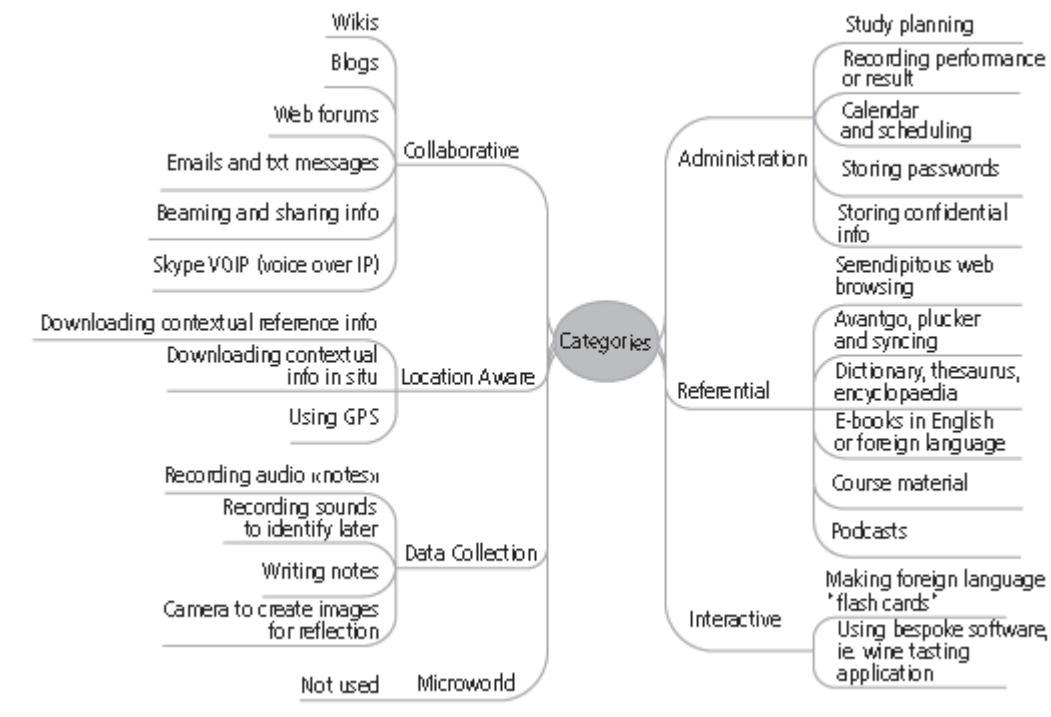 Wikis
Blogs
Web forums
Emails and txt messages
Beaming and sharing info
Skype VOIP (voice over IP)
Collaborative
Downloading contextual reference info
Downloading contextual
info in situ
Using GPS
Location Aware
Recording audio «notes»
Recording sounds
to identify later
Writing notes
Camera to create images
for reflection
Data Collection
Not used
Microworld
Categories
Administration
Study planning
Recording performance
or result
Calendar
and scheduling
Storing passwords
Storing confidential
info
Referential
Serendipitous web
browsing
Avantgo, plucker
and syncing
Dictionary, thesaurus,
encyclopaedia
E-books in English
or foreign language
Course material
Podcasts
Interactive
Making foreign language
'flash cards'
Using bespoke software,
ie. wine tasting
application